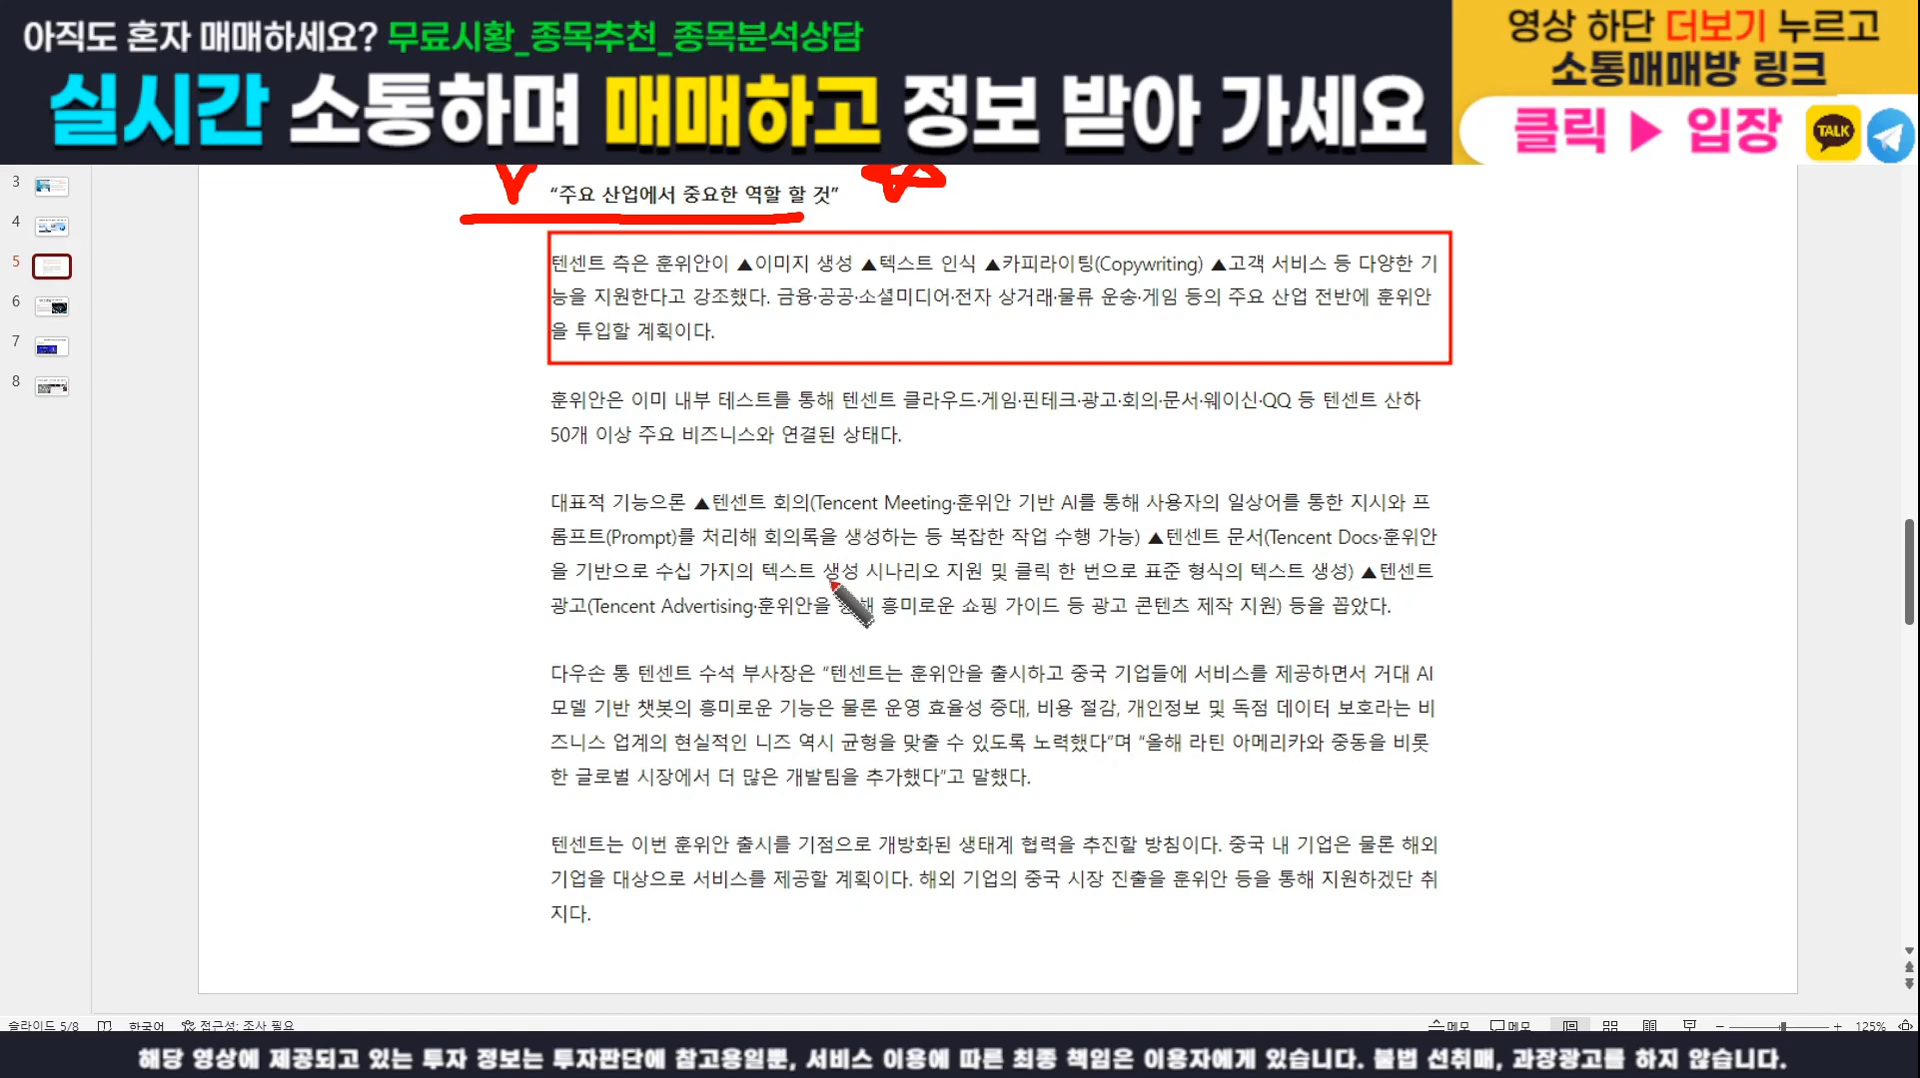 아직도 혼자 매매하세요? 무료시황_종목추천_종목분석상담
실시간 소통하며 매매하고 정보 받아 가세요
영상 하단 더보기 누르고
소통매매방 링크
클릭 ▶ 입장
TALK
3
4
5
6
7
8
“주요 산업에서 중요한 역할 할 것”
텐센트 측은 훈위안이 ▲이미지 생성 ▲텍스트 인식 ▲카피라이팅(Copywriting) ▲고객 서비스 등 다양한 기
능을 지원한다고 강조했다. 금융·공공·소셜미디어·전자 상거래·물류 운송·게임 등의 주요 산업 전반에 훈위안
을 투입할 계획이다.
훈위안은 이미 내부 테스트를 통해 텐센트 클라우드·게임·핀테크·광고·회의·문서·웨이신·QQ 등 텐센트 산하
50개 이상 주요 비즈니스와 연결된 상태다.
대표적 기능으론 ▲텐센트 회의(Tencent Meeting·훈위안 기반 AI를 통해 사용자의 일상어를 통한 지시와 프
롬프트(Prompt)를 처리해 회의록을 생성하는 등 복잡한 작업 수행 가능) ▲텐센트 문서(Tencent Docs·훈위안
을 기반으로 수십 가지의 텍스트 생성 시나리오 지원 및 클릭 한 번으로 표준 형식의 텍스트 생성) ▲텐센트
광고(Tencent Advertising·훈위안을 통해 흥미로운 쇼핑 가이드 등 광고 콘텐츠 제작 지원) 등을 꼽았다.
다우손 통 텐센트 수석 부사장은 “텐센트는 훈위안을 출시하고 중국 기업들에 서비스를 제공하면서 거대 AI
모델 기반 챗봇의 흥미로운 기능은 물론 운영 효율성 증대, 비용 절감, 개인정보 및 독점 데이터 보호라는 비
즈니스 업계의 현실적인 니즈 역시 균형을 맞출 수 있도록 노력했다”며 “올해 라틴 아메리카와 중동을 비롯
한 글로벌 시장에서 더 많은 개발팀을 추가했다”고 말했다.
텐센트는 이번 훈위안 출시를 기점으로 개방화된 생태계 협력을 추진할 방침이다. 중국 내 기업은 물론 해외
기업을 대상으로 서비스를 제공할 계획이다. 해외 기업의 중국 시장 진출을 훈위안 등을 통해 지원하겠단 취
지다.
슬라이드 5/8 한국어 접근성: 조사 필요 메모 메모 125%
해당 영상에 제공되고 있는 투자 정보는 투자판단에 참고용일뿐, 서비스 이용에 따른 최종 책임은 이용자에게 있습니다. 불법 선취매, 과장광고를 하지 않습니다.